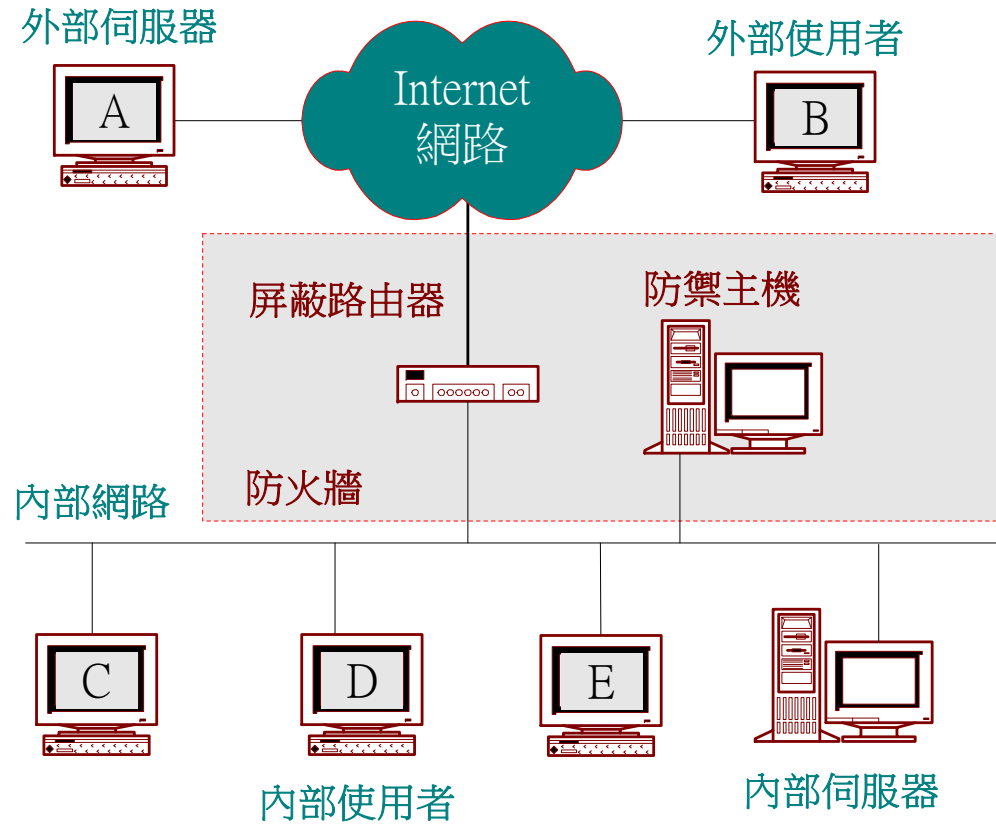 外部伺服器
外部使用者
A
Internet
網路
B
屏蔽路由器
防禦主機
防火牆
內部網路
C
D
E
內部使用者
內部伺服器